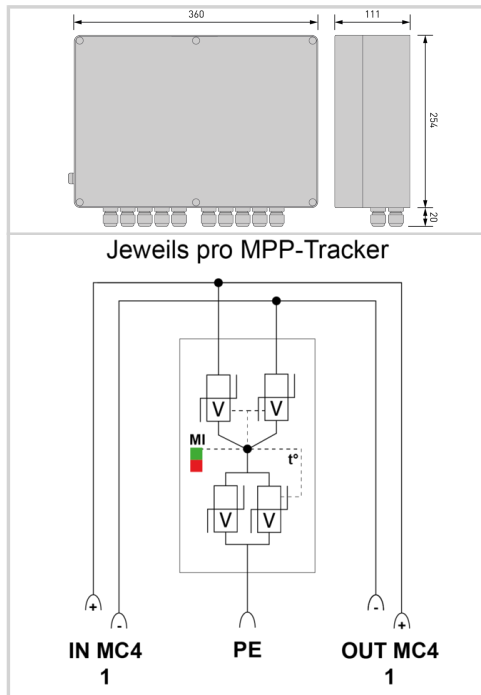 360
111
254
20
Jeweils pro MPP-Tracker
+
-
V
V
MI
t°
V
V
-
+
IN MC4
1
PE
OUT MC4
1